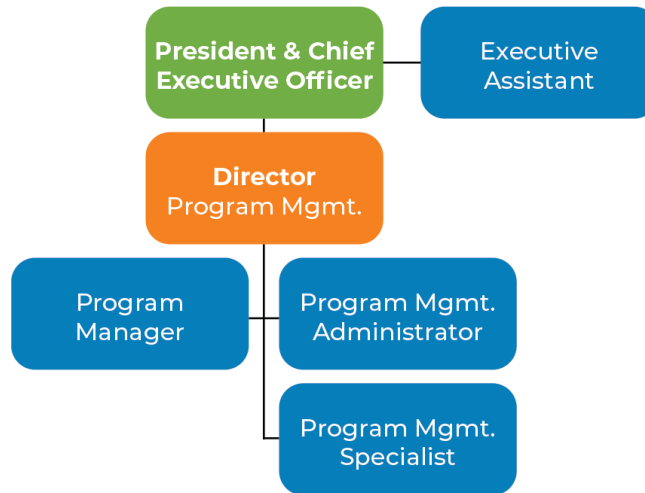 President & Chief
Executive Officer
Executive
Assistant
Director
Program Mgmt.
Program
Manager
Program Mgmt.
Administrator
Program Mgmt.
Specialist